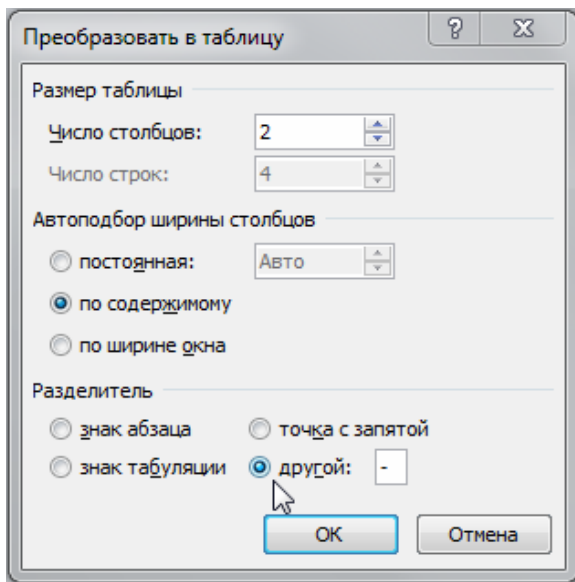 Преобразовать в таблицу
Размер таблицы
Число столбцов: 2
Число строк: 4
Автоподбор ширины столбцов
постоянная: Авто
по содержимому
по ширине окна
Разделитель
знак абзаца точка с запятой
знак табуляции другой: -
ОК Отмена